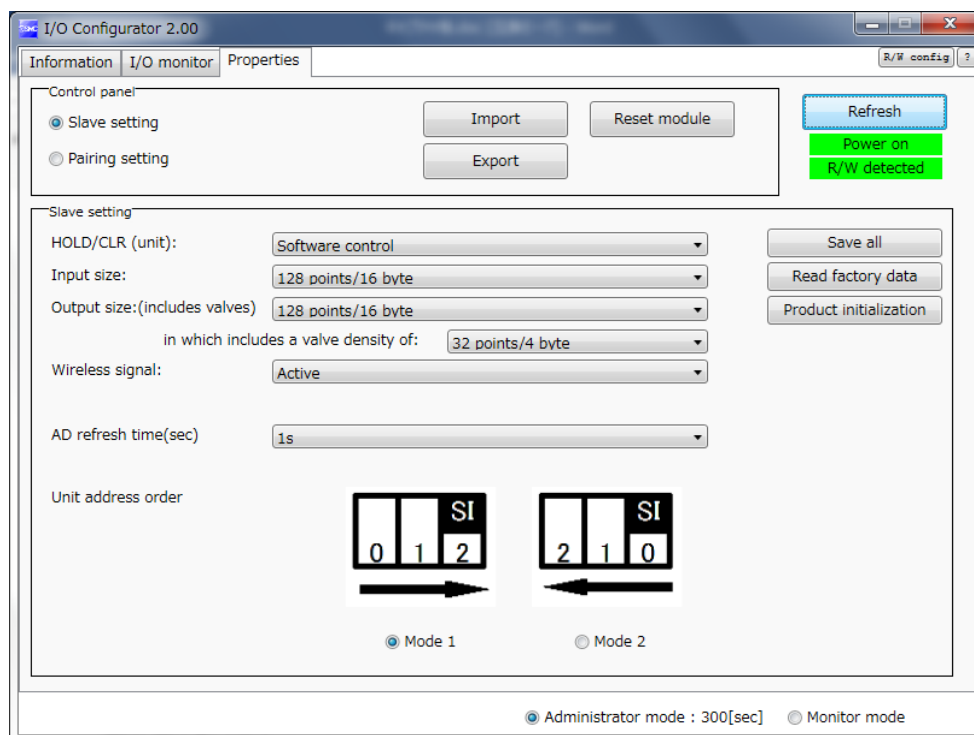 I/O Configurator 2.00
Information I/O monitor Properties R/W config ?
Control panel
Slave setting Import Reset module Refresh
Pairing setting Export Power on
R/W detected
Slave setting
HOLD/CLR (unit): Software control Save all
Input size: 128 points/16 byte Read factory data
Output size:(includes valves) 128 points/16 byte Product initialization
in which includes a valve density of: 32 points/4 byte
Wireless signal: Active
AD refresh time(sec) 1s
Unit address order
SI SI
0 1 2 2 1 0
Mode 1 Mode 2
Administrator mode : 300[sec] Monitor mode